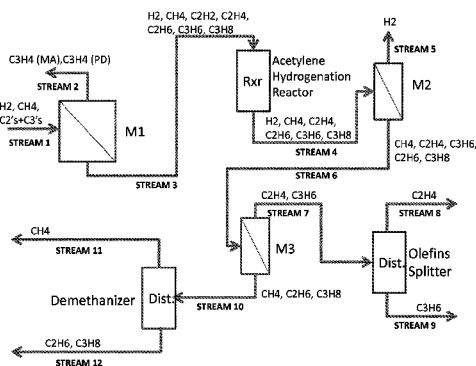 H2, CH4, C2H2, C2H4,
C2H6, C3H6, C3H8
C3H4 (MA),C3H4 (PD)
STREAM 2
H2, CH4,
C2's+C3's
STREAM 1
M1
STREAM 3
Rxr
Acetylene
Hydrogenation
Reactor
H2, CH4, C2H4,
C2H6, C3H6, C3H8
STREAM 4
H2
STREAM 5
M2
CH4, C2H4, C3H6,
C2H6, C3H8
STREAM 6
C2H4, C3H6
STREAM 7
M3
C2H4
STREAM 8
Dist.
Olefins
Splitter
C3H6
STREAM 9
CH4, C2H6, C3H8
STREAM 10
CH4
STREAM 11
Demethanizer
Dist.
C2H6, C3H8
STREAM 12